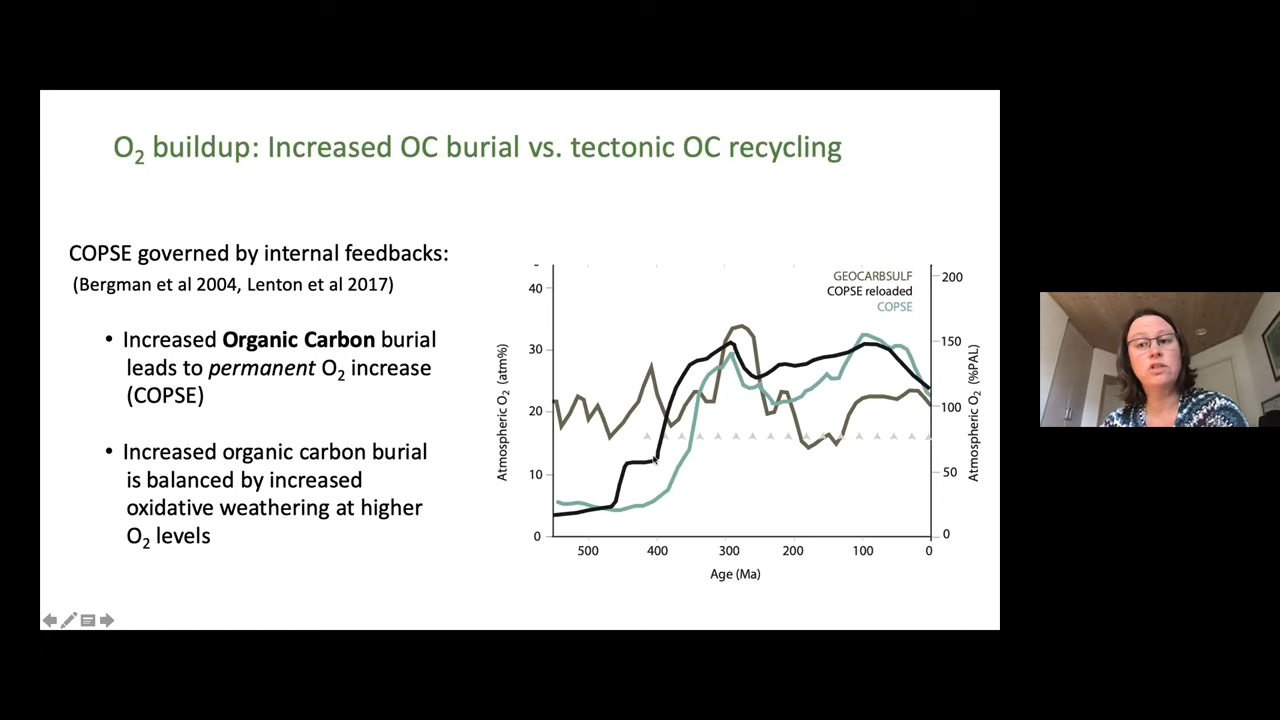 O₂ buildup: Increased OC burial vs. tectonic OC recycling
COPSE governed by internal feedbacks:
(Bergman et al 2004, Lenton et al 2017)
• Increased Organic Carbon burial
leads to permanent O₂ increase
(COPSE)
• Increased organic carbon burial
is balanced by increased
oxidative weathering at higher
O₂ levels
GEOCARBSULF
COPSE reloaded
COPSE
Atmospheric O₂ (atm%)
40
30
20
10
0
200
150
100
50
0
Atmospheric O₂ (%PAL)
500 400 300 200 100 0
Age (Ma)